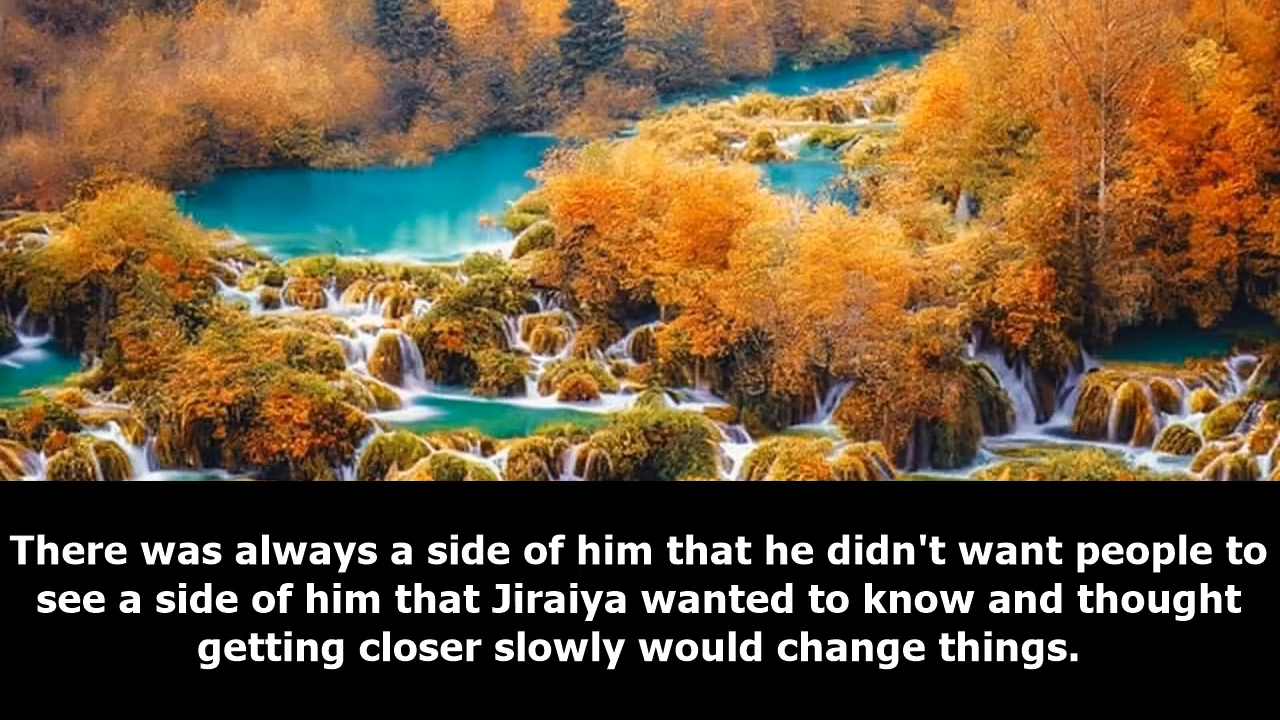 There was always a side of him that he didn't want people to
see a side of him that Jiraiya wanted to know and thought
getting closer slowly would change things.